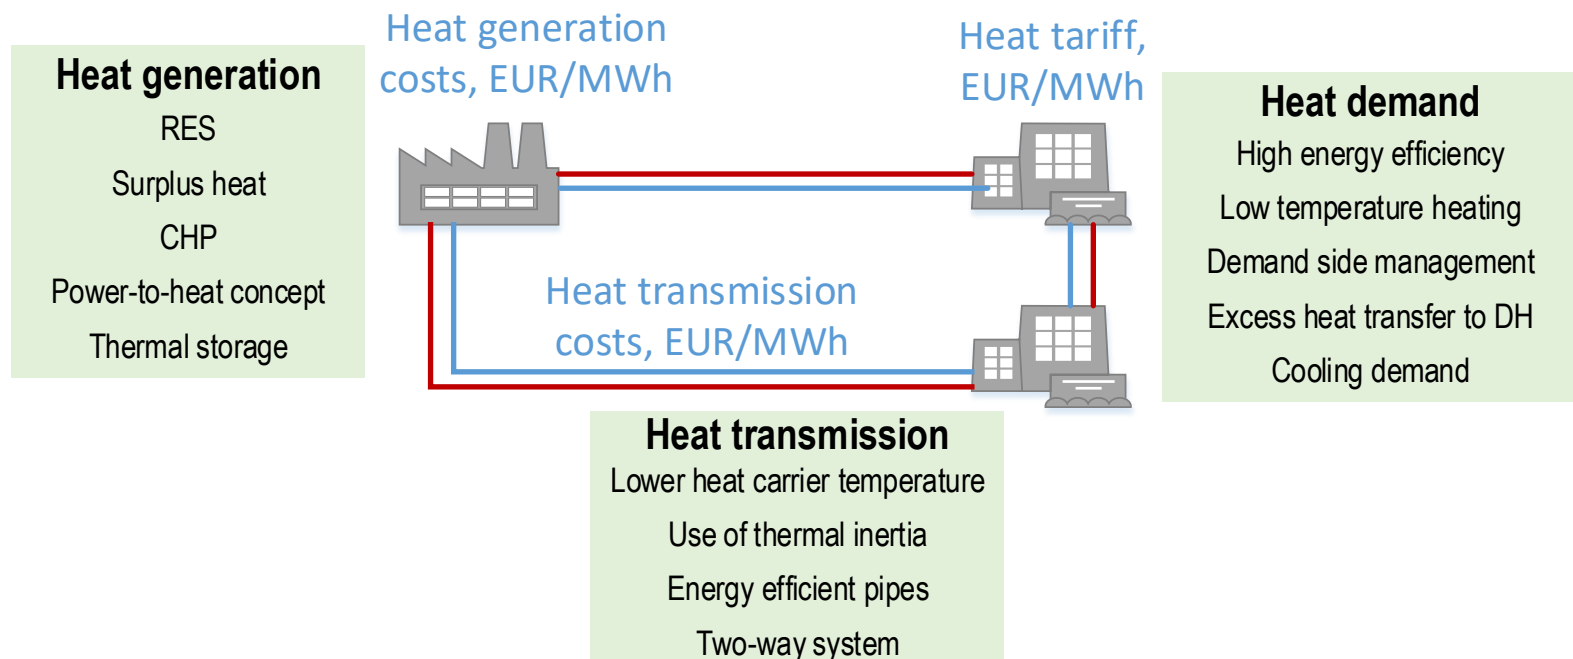 Heat generation
RES
Surplus heat
CHP
Power-to-heat concept
Thermal storage
Heat generation
costs, EUR/MWh
Heat tariff,
EUR/MWh
Heat transmission
costs, EUR/MWh
Heat demand
High energy efficiency
Low temperature heating
Demand side management
Excess heat transfer to DH
Cooling demand
Heat transmission
Lower heat carrier temperature
Use of thermal inertia
Energy efficient pipes
Two-way system